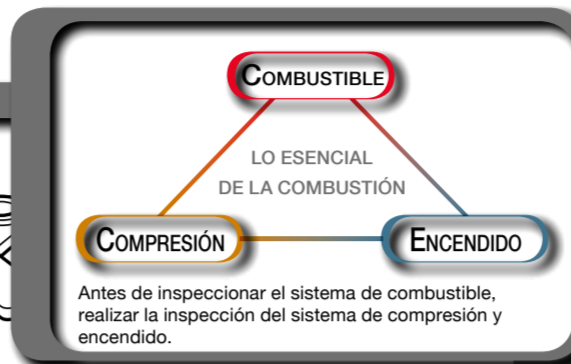 COMBUSTIBLE
LO ESENCIAL
DE LA COMBUSTIÓN
COMPRESIÓN
ENCENDIDO
Antes de inspeccionar el sistema de combustible,
realizar la inspección del sistema de compresión y
encendido.